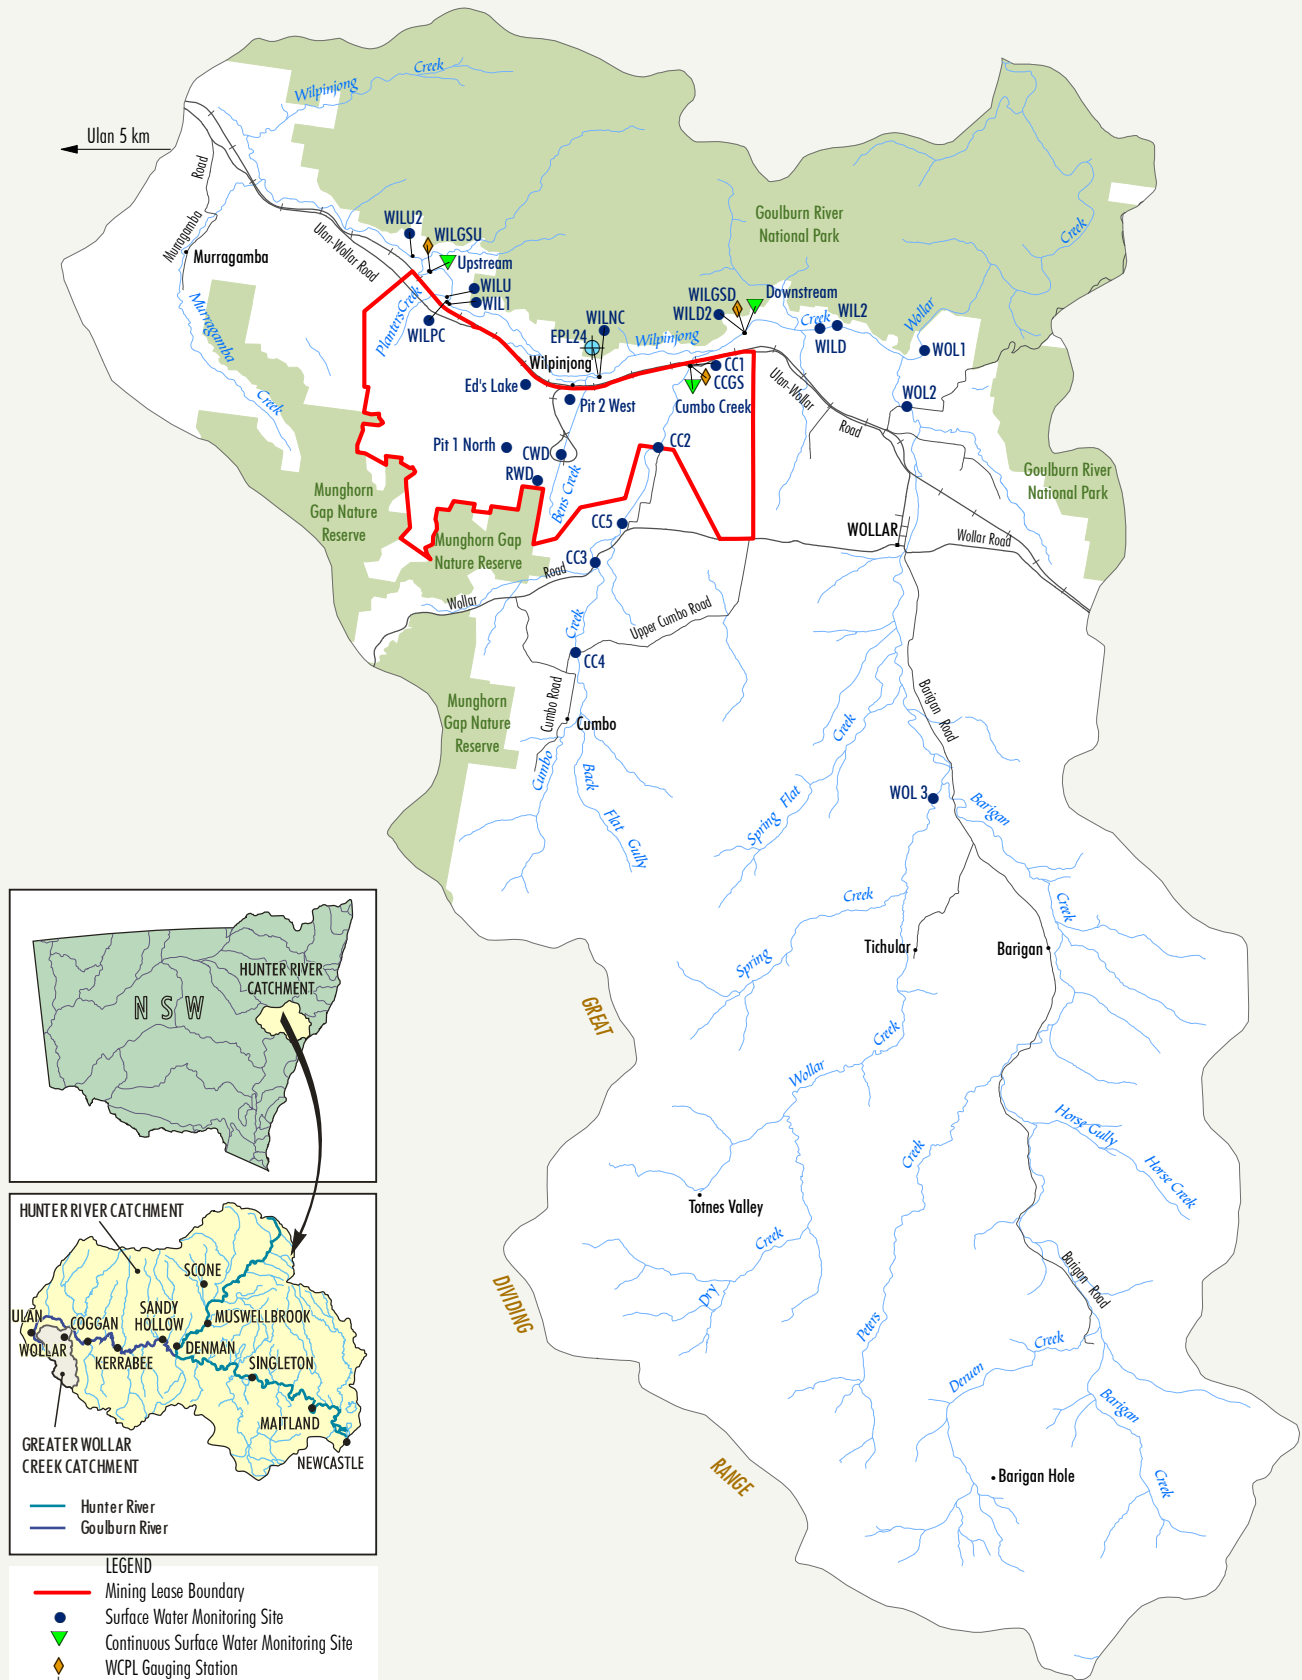 Wilpinjong
Creek
Ulan 5 km
Road
Murragamba
Murragamba
Murragamba
Creek
WILU2
WILGSU
Ulan-Wollar Road
Upstream
WILU
WIL1
Planters Creek
WILPC
Goulburn River
National Park
Creek
WILGSD
Downstream
WILD2
Creek
WIL2
WILD
Wollar
WOL1
WOL2
WILNC
EPL24
Wilpinjong
Wilpinjong
CC1
CCGS
Cumbo Creek
Ulan-Wollar
Road
Ed's Lake
Pit 2 West
Pit 1 North
CWD
RWD
CC2
Bens Creek
Munghorn
Gap Nature
Reserve
Munghorn Gap
Nature Reserve
CC5
CC3
Goulburn River
National Park
WOLLAR
Wollar Road
Wollar
Road
Creek
Upper Cumbo Road
CC4
Cumbo Road
Cumbo
Munghorn
Gap Nature
Reserve
Cumbo
Back
Flat
Gully
Barigan
Road
Creek
Flat
Spring
WOL 3
Barigan
Creek
Creek
Spring
Tichular
Barigan
GREAT
Creek
Wollar
Horse Gully
Horse Creek
Creek
Totnes Valley
Creek
Dry
Barigan
Road
DIVIDING
Peters
Creek
Deruen
Barigan
Creek
RANGE
Barigan Hole
HUNTER RIVER
CATCHMENT
NSW
HUNTER RIVER CATCHMENT
SCONE
SANDY
HOLLOW
MUSWELLBROOK
ULAN
COGGAN
WOLLAR
KERRABEE
DENMAN
SINGLETON
MAITLAND
NEWCASTLE
GREATER WOLLAR
CREEK CATCHMENT
Hunter River
Goulburn River
LEGEND
Mining Lease Boundary
Surface Water Monitoring Site
Continuous Surface Water Monitoring Site
WCPL Gauging Station